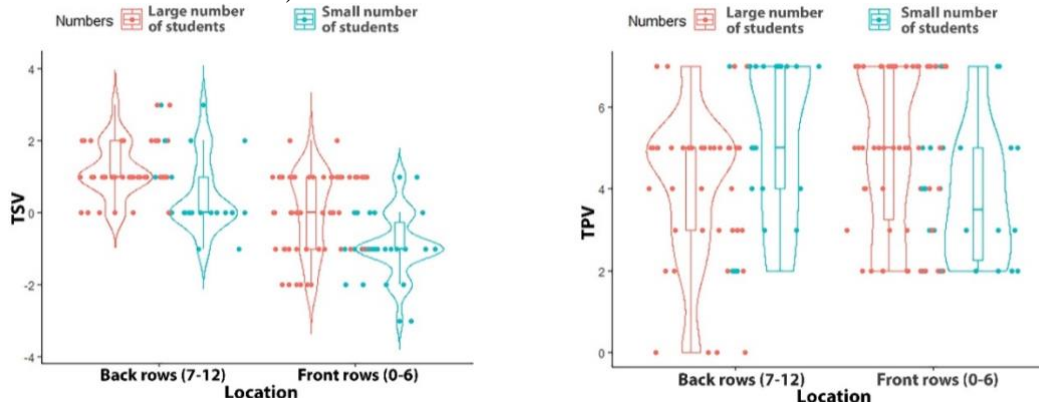 Numbers Large number of students Small number of students
TSV
4
2
0
-2
-4
Back rows (7-12) Front rows (0-6)
Location
Numbers Large number of students Small number of students
TPV
6
4
2
0
Back rows (7-12) Front rows (0-6)
Location